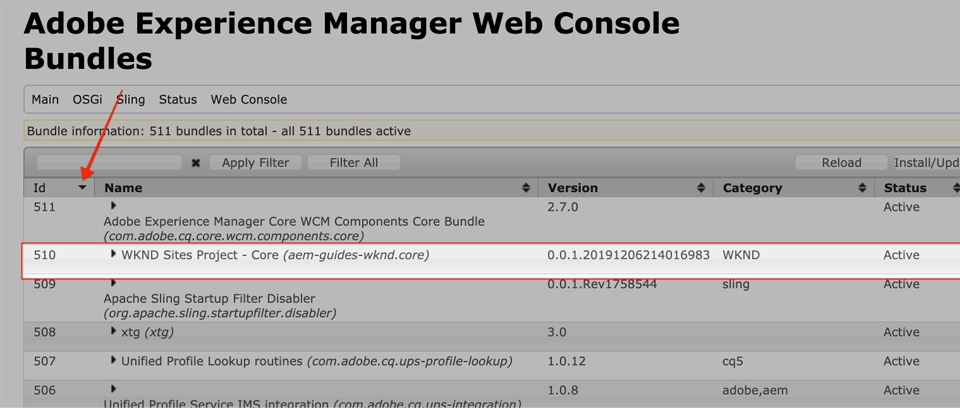 Adobe Experience Manager Web Console
Bundles
Main OSGi Sling Status Web Console
Bundle information: 511 bundles in total - all 511 bundles active
Apply Filter Filter All Reload Install/Upd
Id Name Version Category Status
511 2.7.0 Active
Adobe Experience Manager Core WCM Components Core Bundle
(com.adobe.cq.core.wcm.components.core)
510 WKND Sites Project - Core (aem-guides-wknd.core) 0.0.1.20191206214016983 WKND Active
509 0.0.1.Rev1758544 sling Active
Apache Sling Startup Filter Disabler
(org.apache.sling.startupfilter.disabler)
508 xtg (xtg) 3.0 Active
507 Unified Profile Lookup routines (com.adobe.cq.ups-profile-lookup) 1.0.12 cq5 Active
506 1.0.8 adobe,aem Active
Unified Profile Service IMS integration (com.adobe.cq.ups-integration)